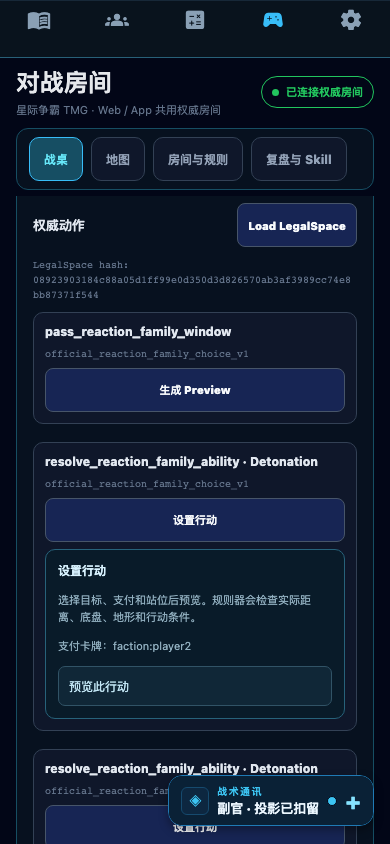 对战房间
已连接权威房间
星际争霸 TMG · Web / App 共用权威房间
战桌
地图
房间与规则
复盘与 Skill
权威动作
Load LegalSpace
LegalSpace hash:
08923903184c88a05d1ff99e0d350d3d826570ab3af3989cc74e8
bb87371f544
pass_reaction_family_window
official_reaction_family_choice_v1
生成 Preview
resolve_reaction_family_ability · Detonation
official_reaction_family_choice_v1
设置行动
设置行动
选择目标、支付和站位后预览。规则器会检查实际距
离、底盘、地形和行动条件。
支付卡牌：faction:player2
预览此行动
resolve_reaction_family_ability · Detonation
official_reaction_fam
战术通讯
副官 · 投影已扣留
设置行动